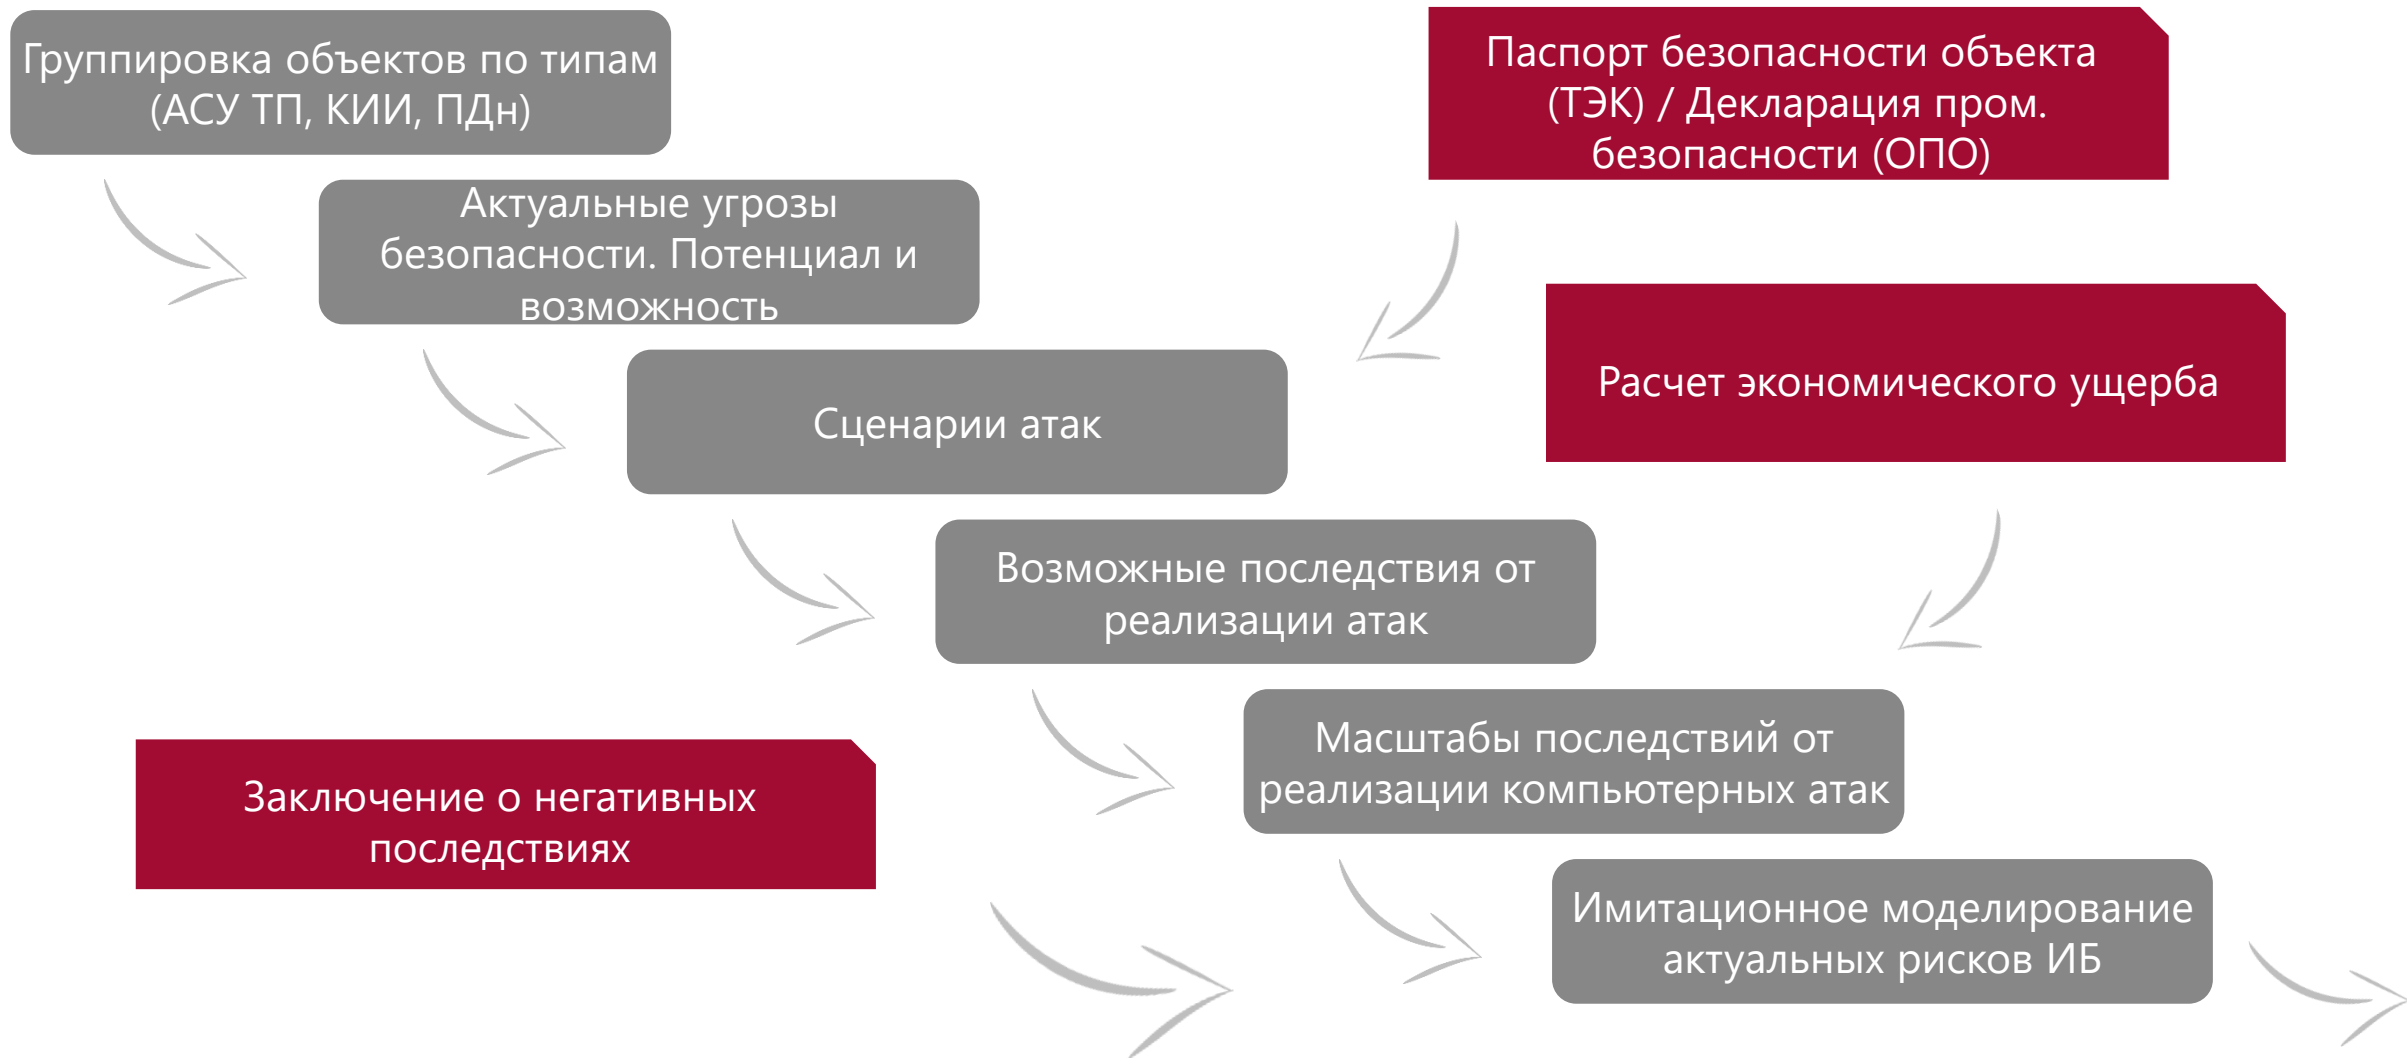 Группировка объектов по типам
(АСУ ТП, КИИ, ПДн)
Паспорт безопасности объекта
(ТЭК) / Декларация пром.
безопасности (ОПО)
Актуальные угрозы
безопасности. Потенциал и
возможность
Расчет экономического ущерба
Сценарии атак
Возможные последствия от
реализации атак
Масштабы последствий от
реализации компьютерных атак
Заключение о негативных
последствиях
Имитационное моделирование
актуальных рисков ИБ